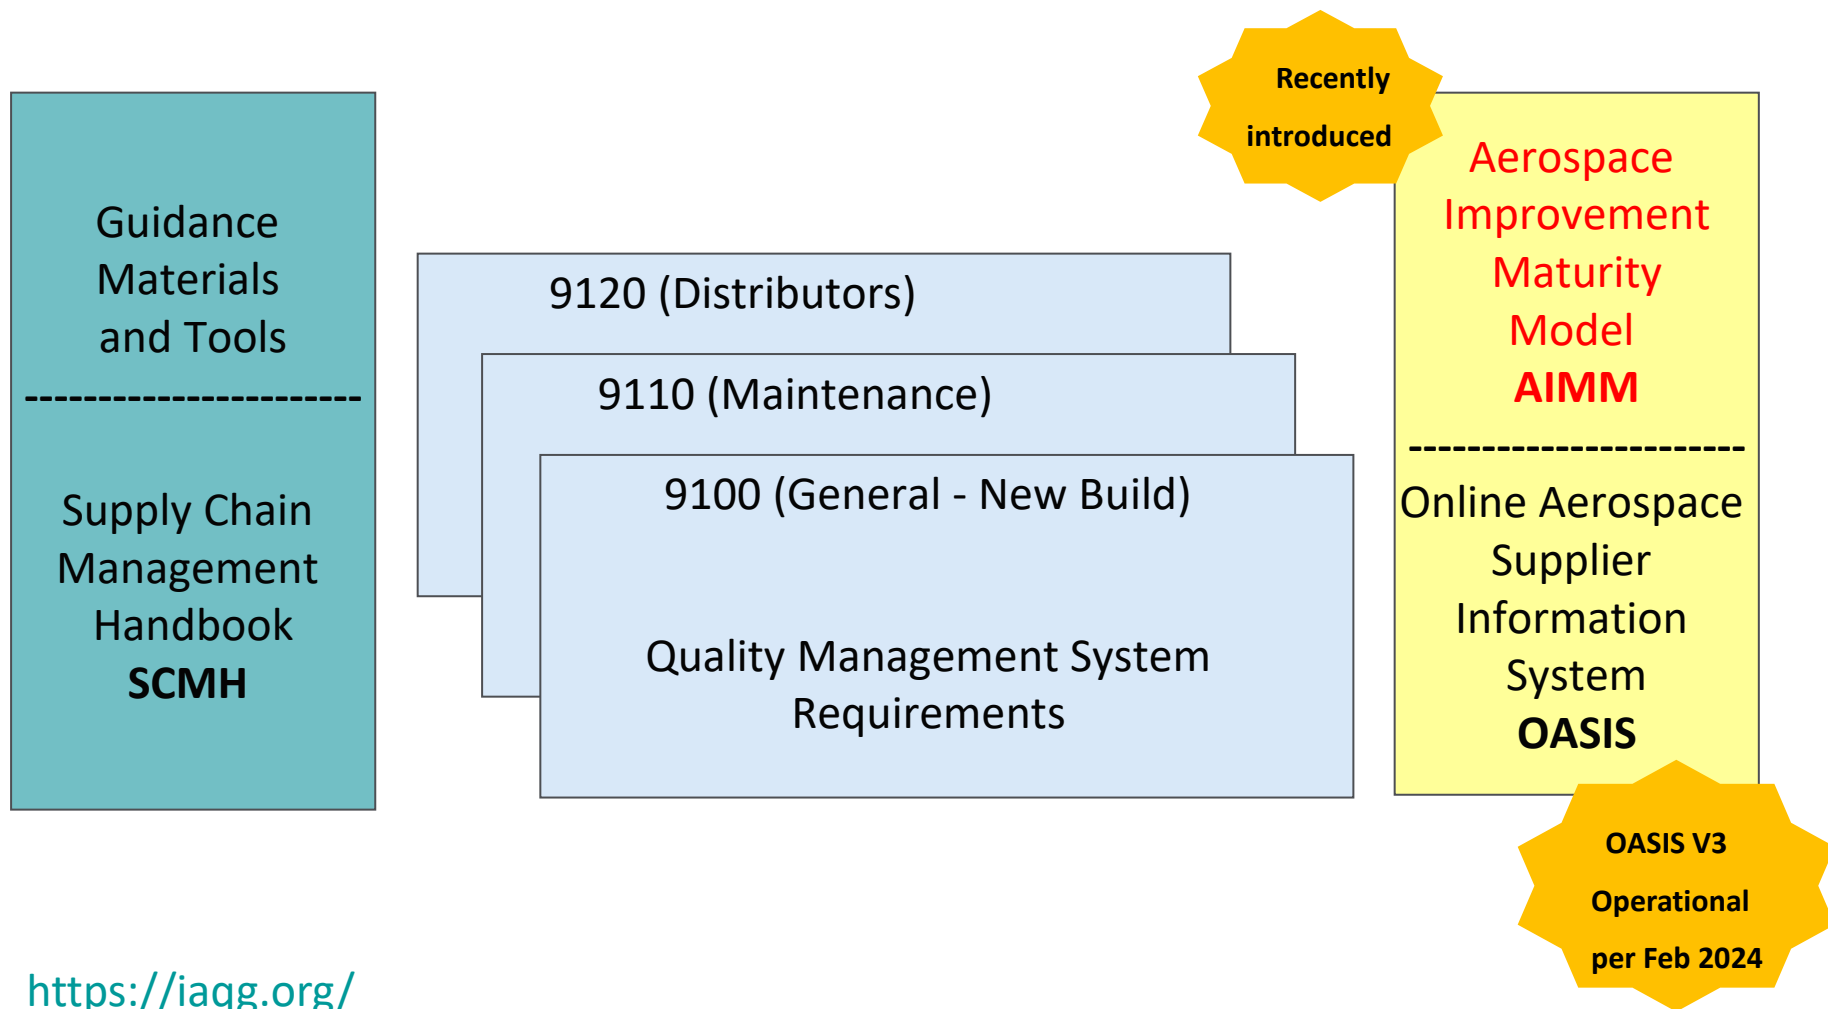 Guidance
Materials
and Tools
-----------------------
Supply Chain
Management
Handbook
SCMH
9120 (Distributors)
9110 (Maintenance)
9100 (General - New Build)
Quality Management System
Requirements
Recently
introduced
Aerospace
Improvement
Maturity
Model
AIMM
-----------------------
Online Aerospace
Supplier
Information
System
OASIS
OASIS V3
Operational
per Feb 2024
https://iaqg.org/